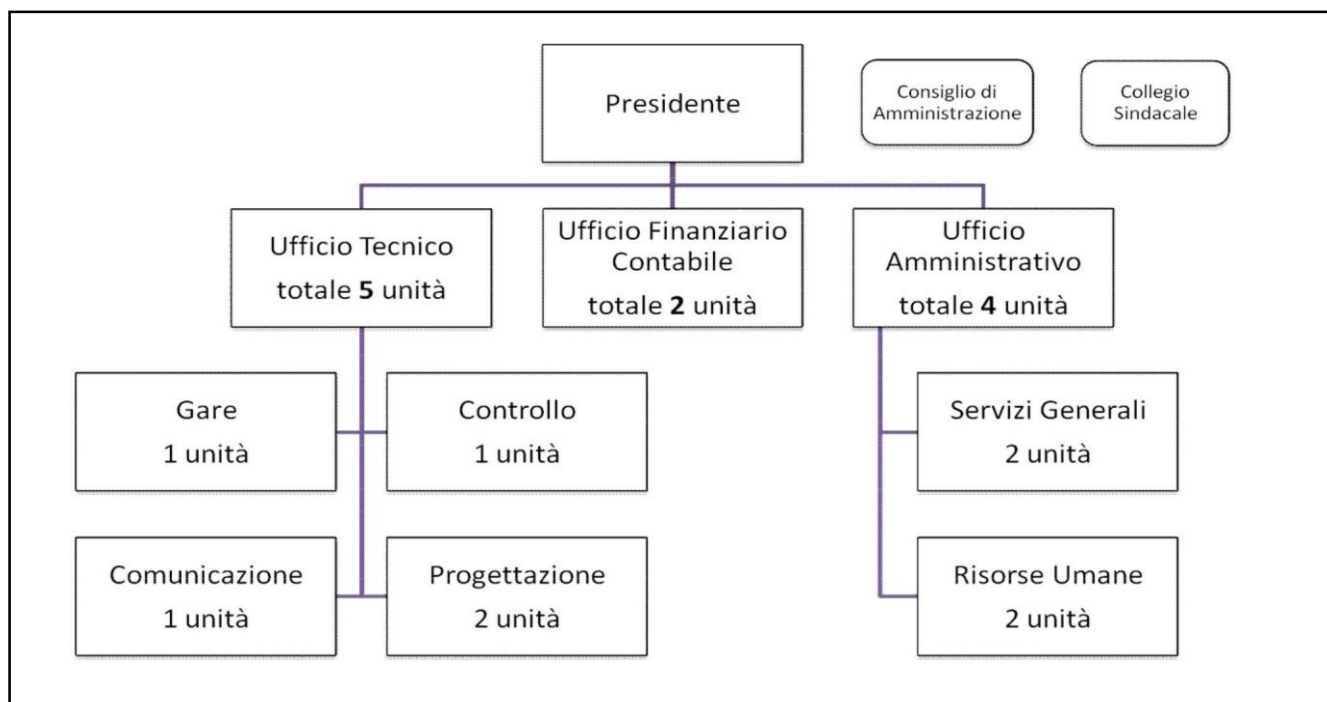 Presidente
Consiglio di
Amministrazione
Collegio
Sindacale
Ufficio Tecnico
totale 5 unità
Ufficio Finanziario
Contabile
totale 2 unità
Ufficio
Amministrativo
totale 4 unità
Gare
1 unità
Controllo
1 unità
Servizi Generali
2 unità
Comunicazione
1 unità
Progettazione
2 unità
Risorse Umane
2 unità